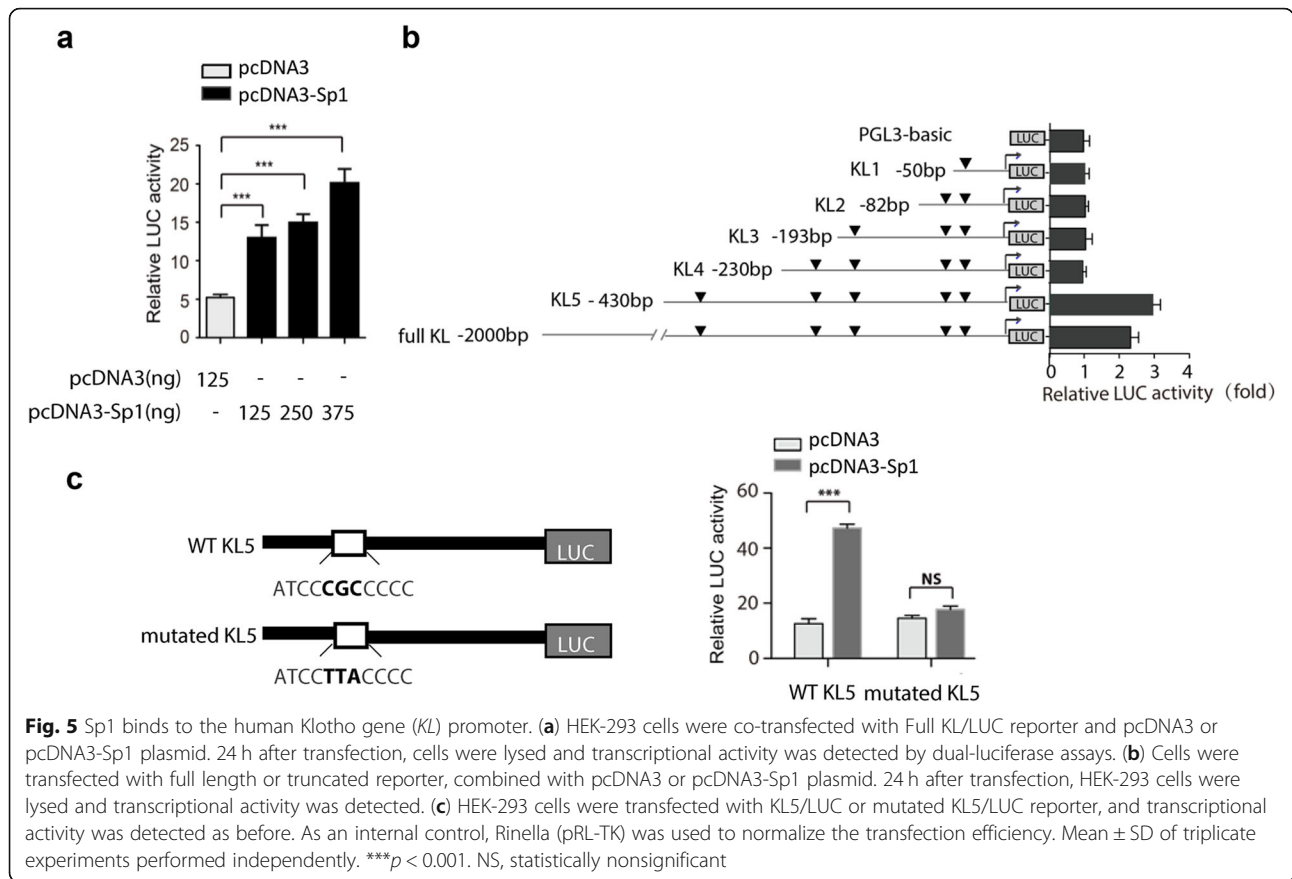 a
pcDNA3
pcDNA3-Sp1
***
***
***
Relative LUC activity
25
20
15
10
5
0
pcDNA3(ng) 125 - - -
pcDNA3-Sp1(ng) - 125 250 375
b
PGL3-basic LUC
KL1 -50bp LUC
KL2 -82bp LUC
KL3 -193bp LUC
KL4 -230bp LUC
KL5 -430bp LUC
full KL -2000bp LUC
0 1 2 3 4
Relative LUC activity (fold)
c
WT KL5 LUC
ATCCCGCCCCC
mutated KL5 LUC
ATCCTTACCCC
pcDNA3
pcDNA3-Sp1
Relative LUC activity
60
40
20
0
***
NS
WT KL5 mutated KL5
Fig. 5 Sp1 binds to the human Klotho gene (KL) promoter. (a) HEK-293 cells were co-transfected with Full KL/LUC reporter and pcDNA3 or
pcDNA3-Sp1 plasmid. 24 h after transfection, cells were lysed and transcriptional activity was detected by dual-luciferase assays. (b) Cells were
transfected with full length or truncated reporter, combined with pcDNA3 or pcDNA3-Sp1 plasmid. 24 h after transfection, HEK-293 cells were
lysed and transcriptional activity was detected. (c) HEK-293 cells were transfected with KL5/LUC or mutated KL5/LUC reporter, and transcriptional
activity was detected as before. As an internal control, Rinella (pRL-TK) was used to normalize the transfection efficiency. Mean ± SD of triplicate
experiments performed independently. ***p < 0.001. NS, statistically nonsignificant